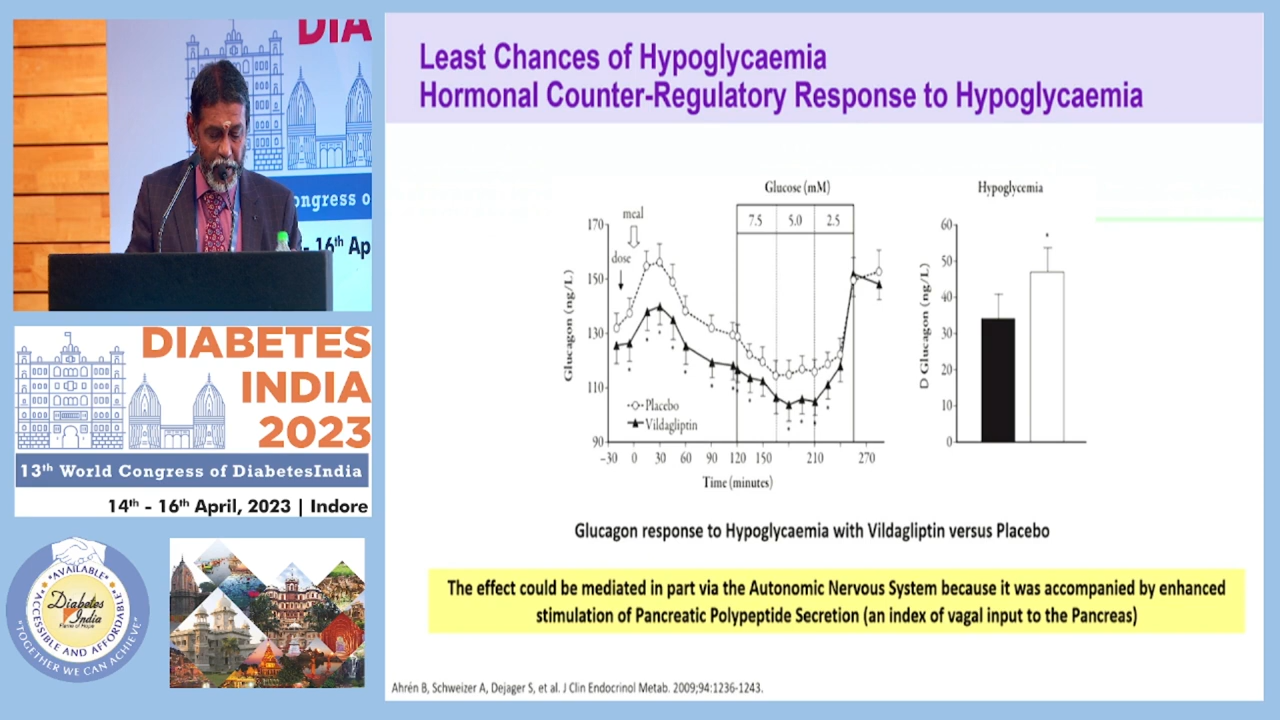 DIA
ongress o
- 16th Ap
DIABETES
INDIA
2023
13th World Congress of DiabetesIndia
14th - 16th April, 2023 | Indore
"AVAILABLE"
"ACCESSIBLE AND AFFORDABLE"
Diabetes
India
"TOGETHER WE CAN ACHIEVE"
Least Chances of Hypoglycaemia
Hormonal Counter-Regulatory Response to Hypoglycaemia
Glucose (mM)
7.5 5.0 2.5
meal
dose
Glucagon (ng/L)
170
150
130
110
90
Placebo
Vildagliptin
−30 0 30 60 90 120 150 210 270
Time (minutes)
Hypoglycemia
D Glucagon (ng/L)
60
50
40
30
20
10
0
Glucagon response to Hypoglycaemia with Vildagliptin versus Placebo
The effect could be mediated in part via the Autonomic Nervous System because it was accompanied by enhanced
stimulation of Pancreatic Polypeptide Secretion (an index of vagal input to the Pancreas)
Ahrén B, Schweizer A, Dejager S, et al. J Clin Endocrinol Metab. 2009;94:1236-1243.